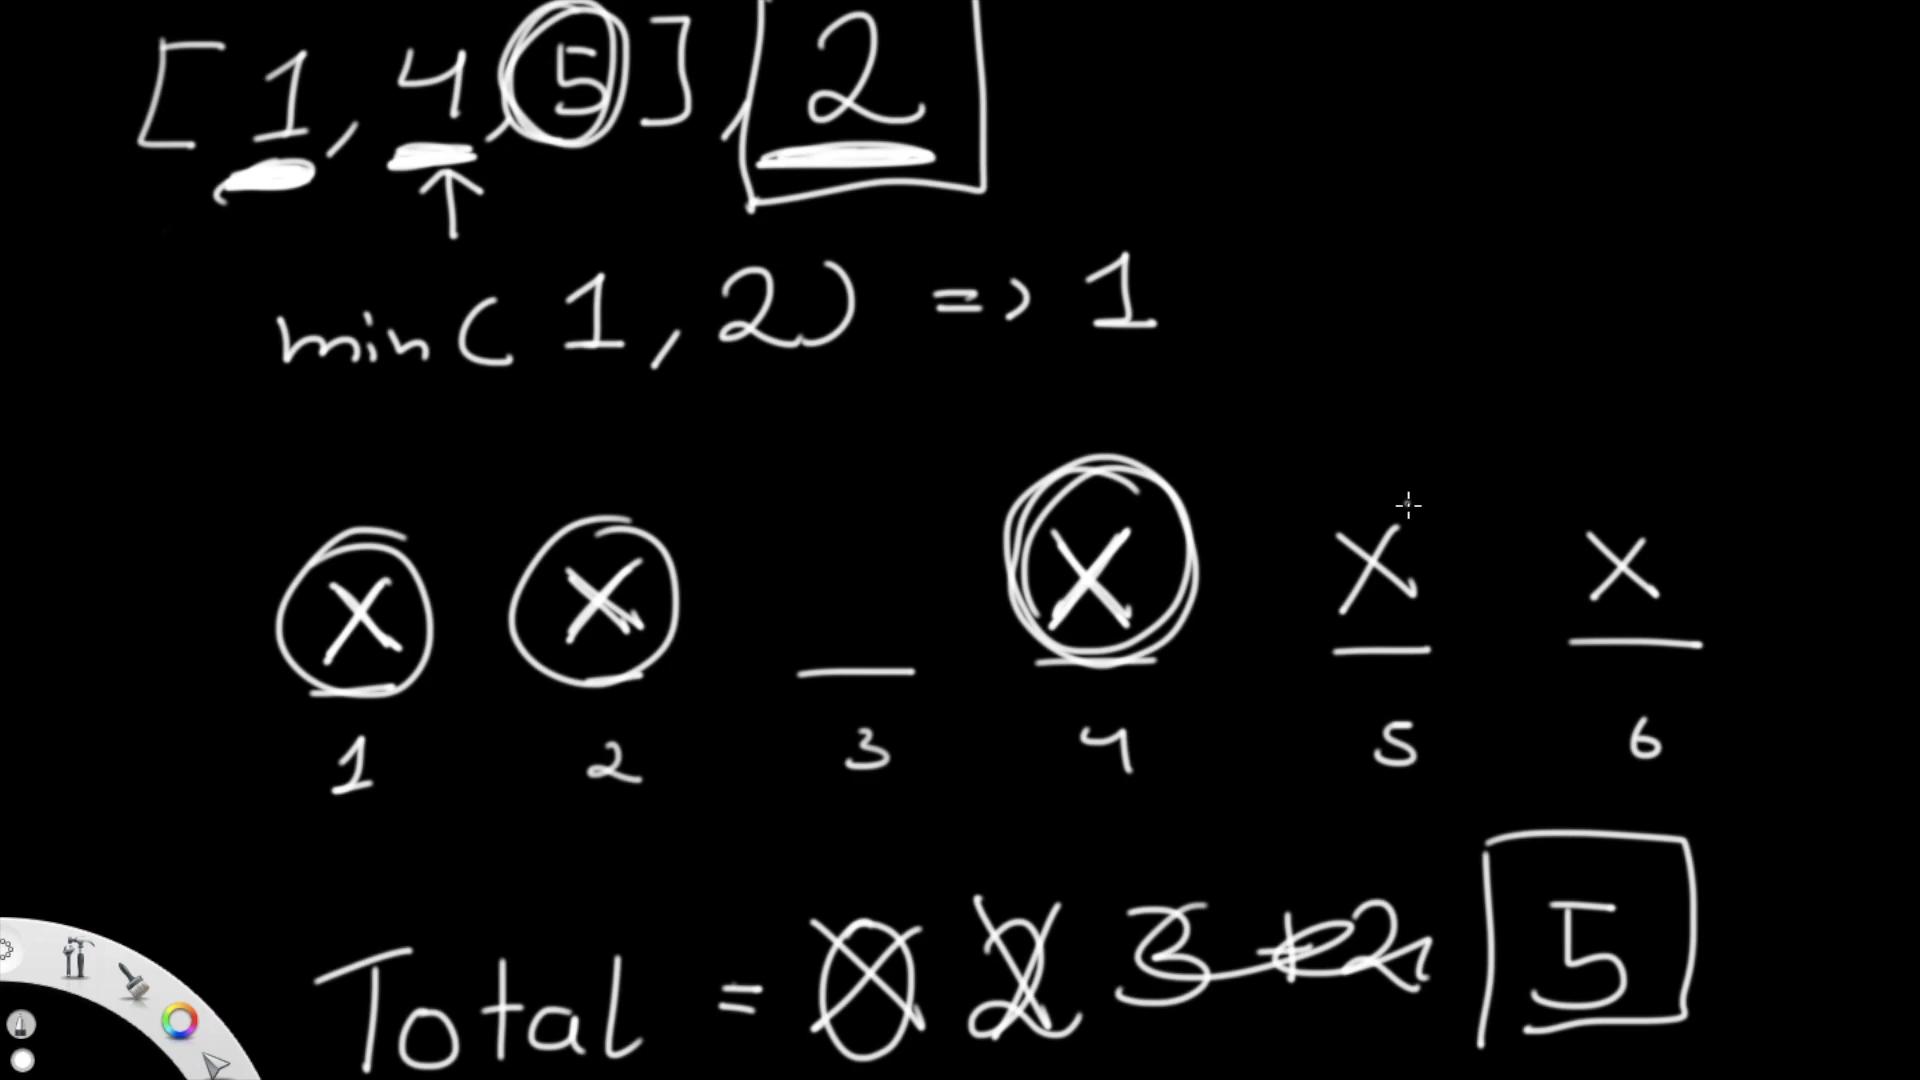 [1, 4, 5], 2
min(1, 2) => 1
X X X X X
1 2 3 4 5 6
Total = 0 2 3+2 5